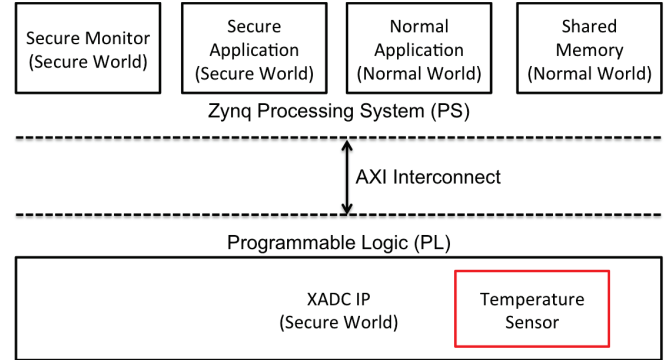 Secure Monitor
(Secure World)
Secure
Application
(Secure World)
Normal
Application
(Normal World)
Shared
Memory
(Normal World)
Zynq Processing System (PS)
AXI Interconnect
Programmable Logic (PL)
XADC IP
(Secure World)
Temperature
Sensor